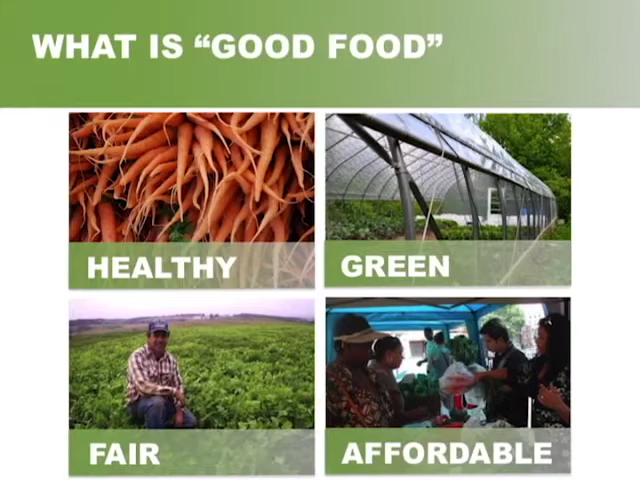 WHAT IS “GOOD FOOD”
HEALTHY
GREEN
FAIR
AFFORDABLE